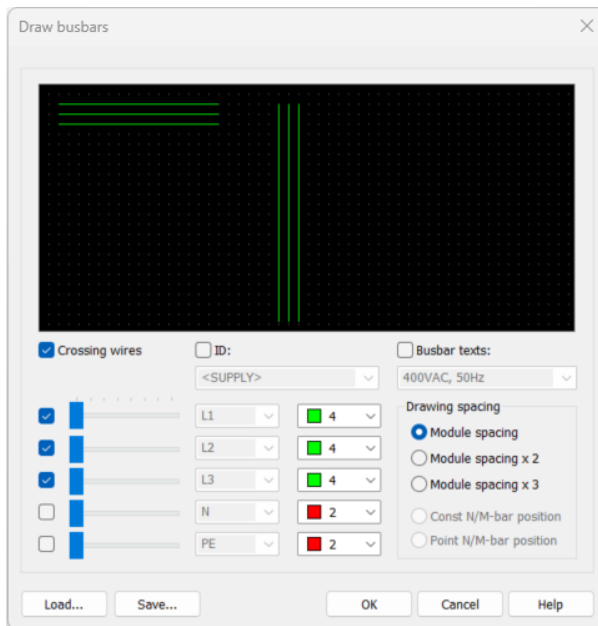 Draw busbars
Crossing wires
ID:
Busbar texts:
<SUPPLY>
400VAC, 50Hz
L1
4
L2
4
L3
4
N
2
PE
2
Drawing spacing
Module spacing
Module spacing x 2
Module spacing x 3
Const N/M-bar position
Point N/M-bar position
Load...
Save...
OK
Cancel
Help